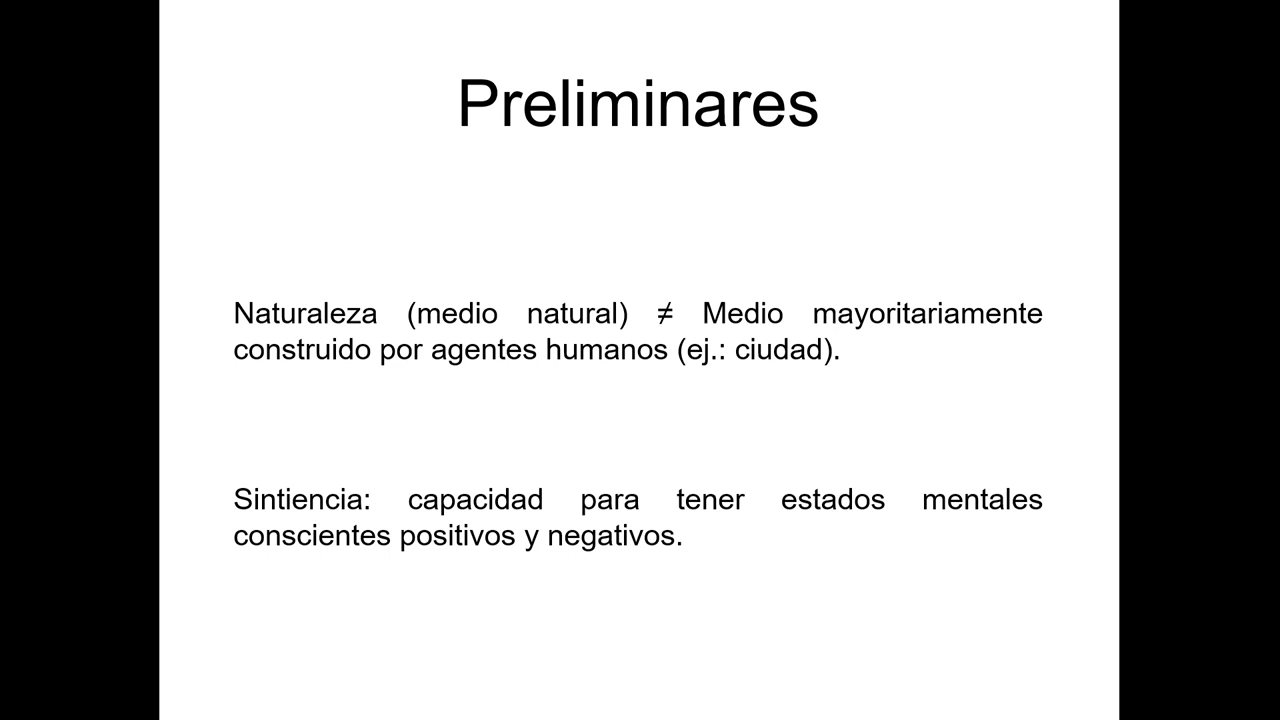 Preliminares
Naturaleza (medio natural) ≠ Medio mayoritariamente
construido por agentes humanos (ej.: ciudad).
Sintiencia: capacidad para tener estados mentales
conscientes positivos y negativos.